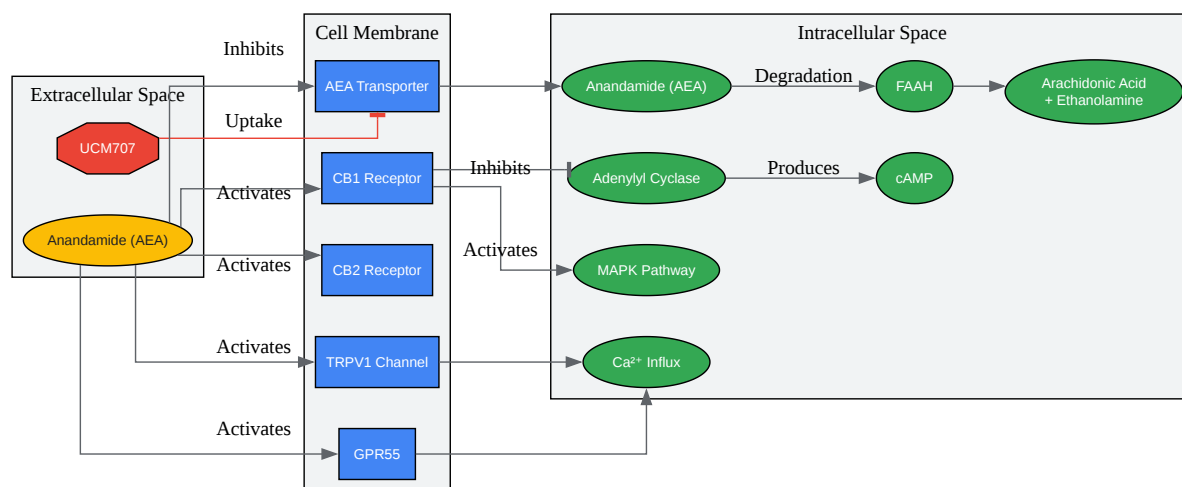 Cell Membrane
Intracellular Space
Inhibits
Extracellular Space
AEA Transporter
Anandamide (AEA)
Degradation
FAAH
Arachidonic Acid
+ Ethanolamine
UCM707
Uptake
CB1 Receptor
Inhibits
Adenylyl Cyclase
Produces
cAMP
Activates
Anandamide (AEA)
Activates
CB2 Receptor
Activates
MAPK Pathway
Activates
TRPV1 Channel
Ca²⁺ Influx
Activates
GPR55